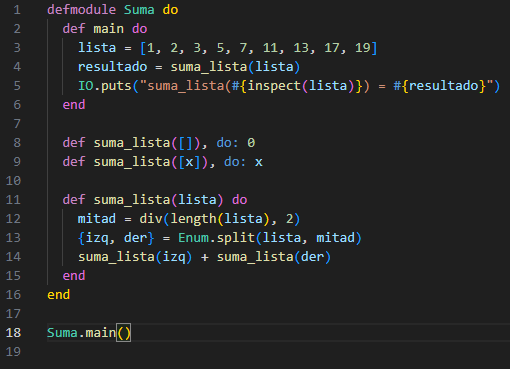 1 defmodule Suma do
2   def main do
3     lista = [1, 2, 3, 5, 7, 11, 13, 17, 19]
4     resultado = suma_lista(lista)
5     IO.puts("suma_lista(#{inspect(lista)}) = #{resultado}")
6   end
7
8   def suma_lista([]), do: 0
9   def suma_lista([x]), do: x
10
11   def suma_lista(lista) do
12     mitad = div(length(lista), 2)
13     {izq, der} = Enum.split(lista, mitad)
14     suma_lista(izq) + suma_lista(der)
15   end
16 end
17
18 Suma.main()
19